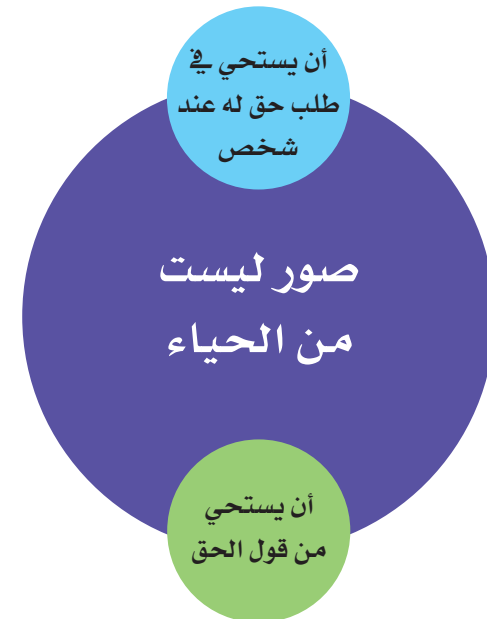 أن يستحي في
طلب حق له عند
شخص
صور ليست
من الحياء
أن يستحي
من قول الحق